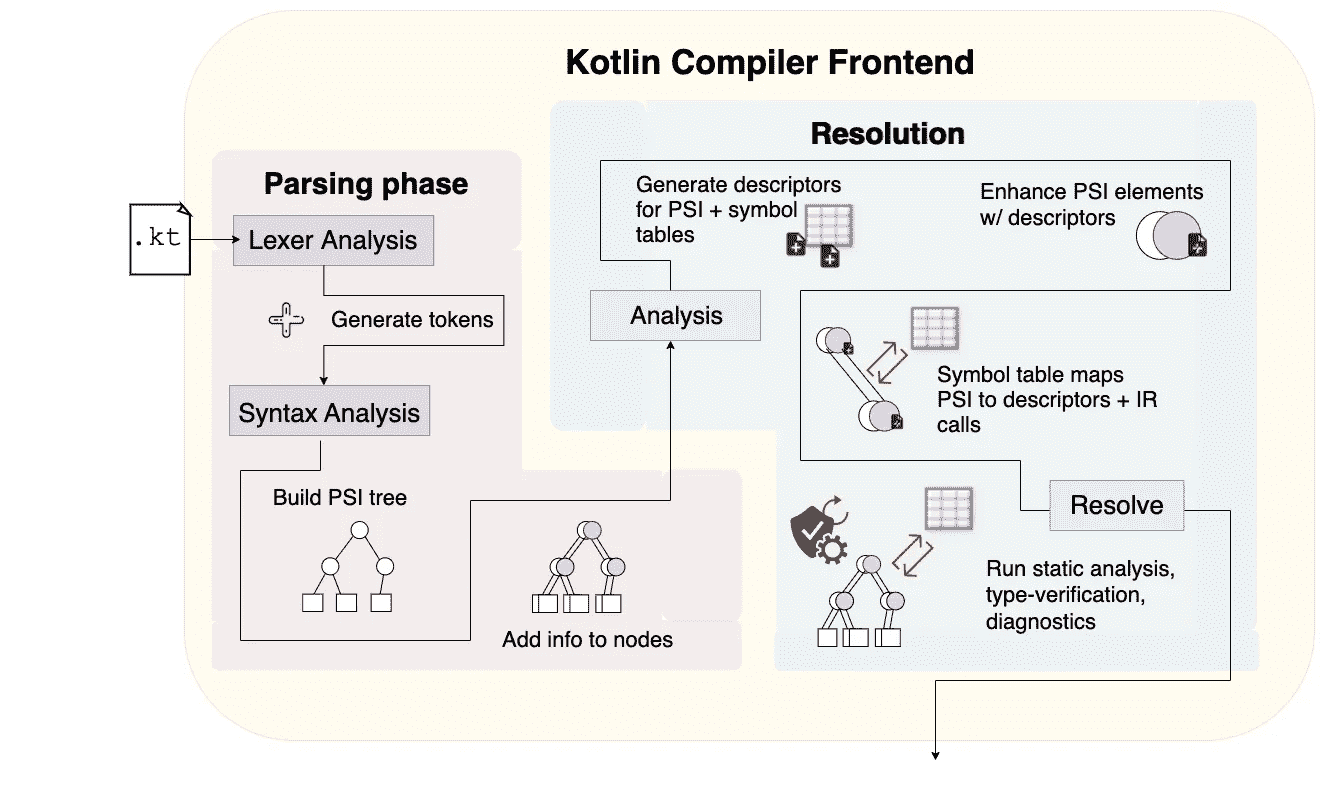 Kotlin Compiler Frontend
Parsing phase
.kt
Lexer Analysis
Generate tokens
Syntax Analysis
Build PSI tree
Add info to nodes
Resolution
Analysis
Generate descriptors
for PSI + symbol
tables
Enhance PSI elements
w/ descriptors
Symbol table maps
PSI to descriptors + IR
calls
Resolve
Run static analysis,
type-verification,
diagnostics